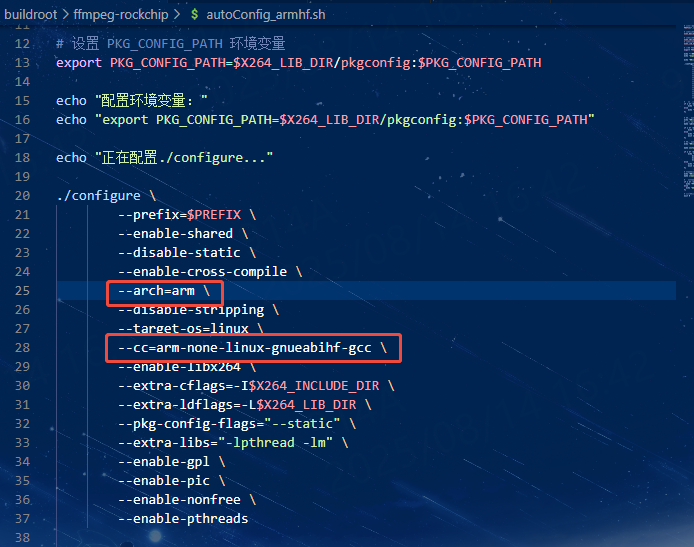 buildroot > ffmpeg-rockchip > $ autoConfig_armhf.sh
11
12 # 设置 PKG_CONFIG_PATH 环境变量
13 export PKG_CONFIG_PATH=$X264_LIB_DIR/pkgconfig:$PKG_CONFIG_PATH
14
15 echo "配置环境变量："
16 echo "export PKG_CONFIG_PATH=$X264_LIB_DIR/pkgconfig:$PKG_CONFIG_PATH"
17
18 echo "正在配置./configure..."
19
20 ./configure \
21 --prefix=$PREFIX \
22 --enable-shared \
23 --disable-static \
24 --enable-cross-compile \
25 --arch=arm \
26 --disable-stripping \
27 --target-os=linux \
28 --cc=arm-none-linux-gnueabihf-gcc \
29 --enable-libx264 \
30 --extra-cflags=-I$X264_INCLUDE_DIR \
31 --extra-ldflags=-L$X264_LIB_DIR \
32 --pkg-config-flags="--static" \
33 --extra-libs="-lpthread -lm" \
34 --enable-gpl \
35 --enable-pic \
36 --enable-nonfree \
37 --enable-pthreads
38